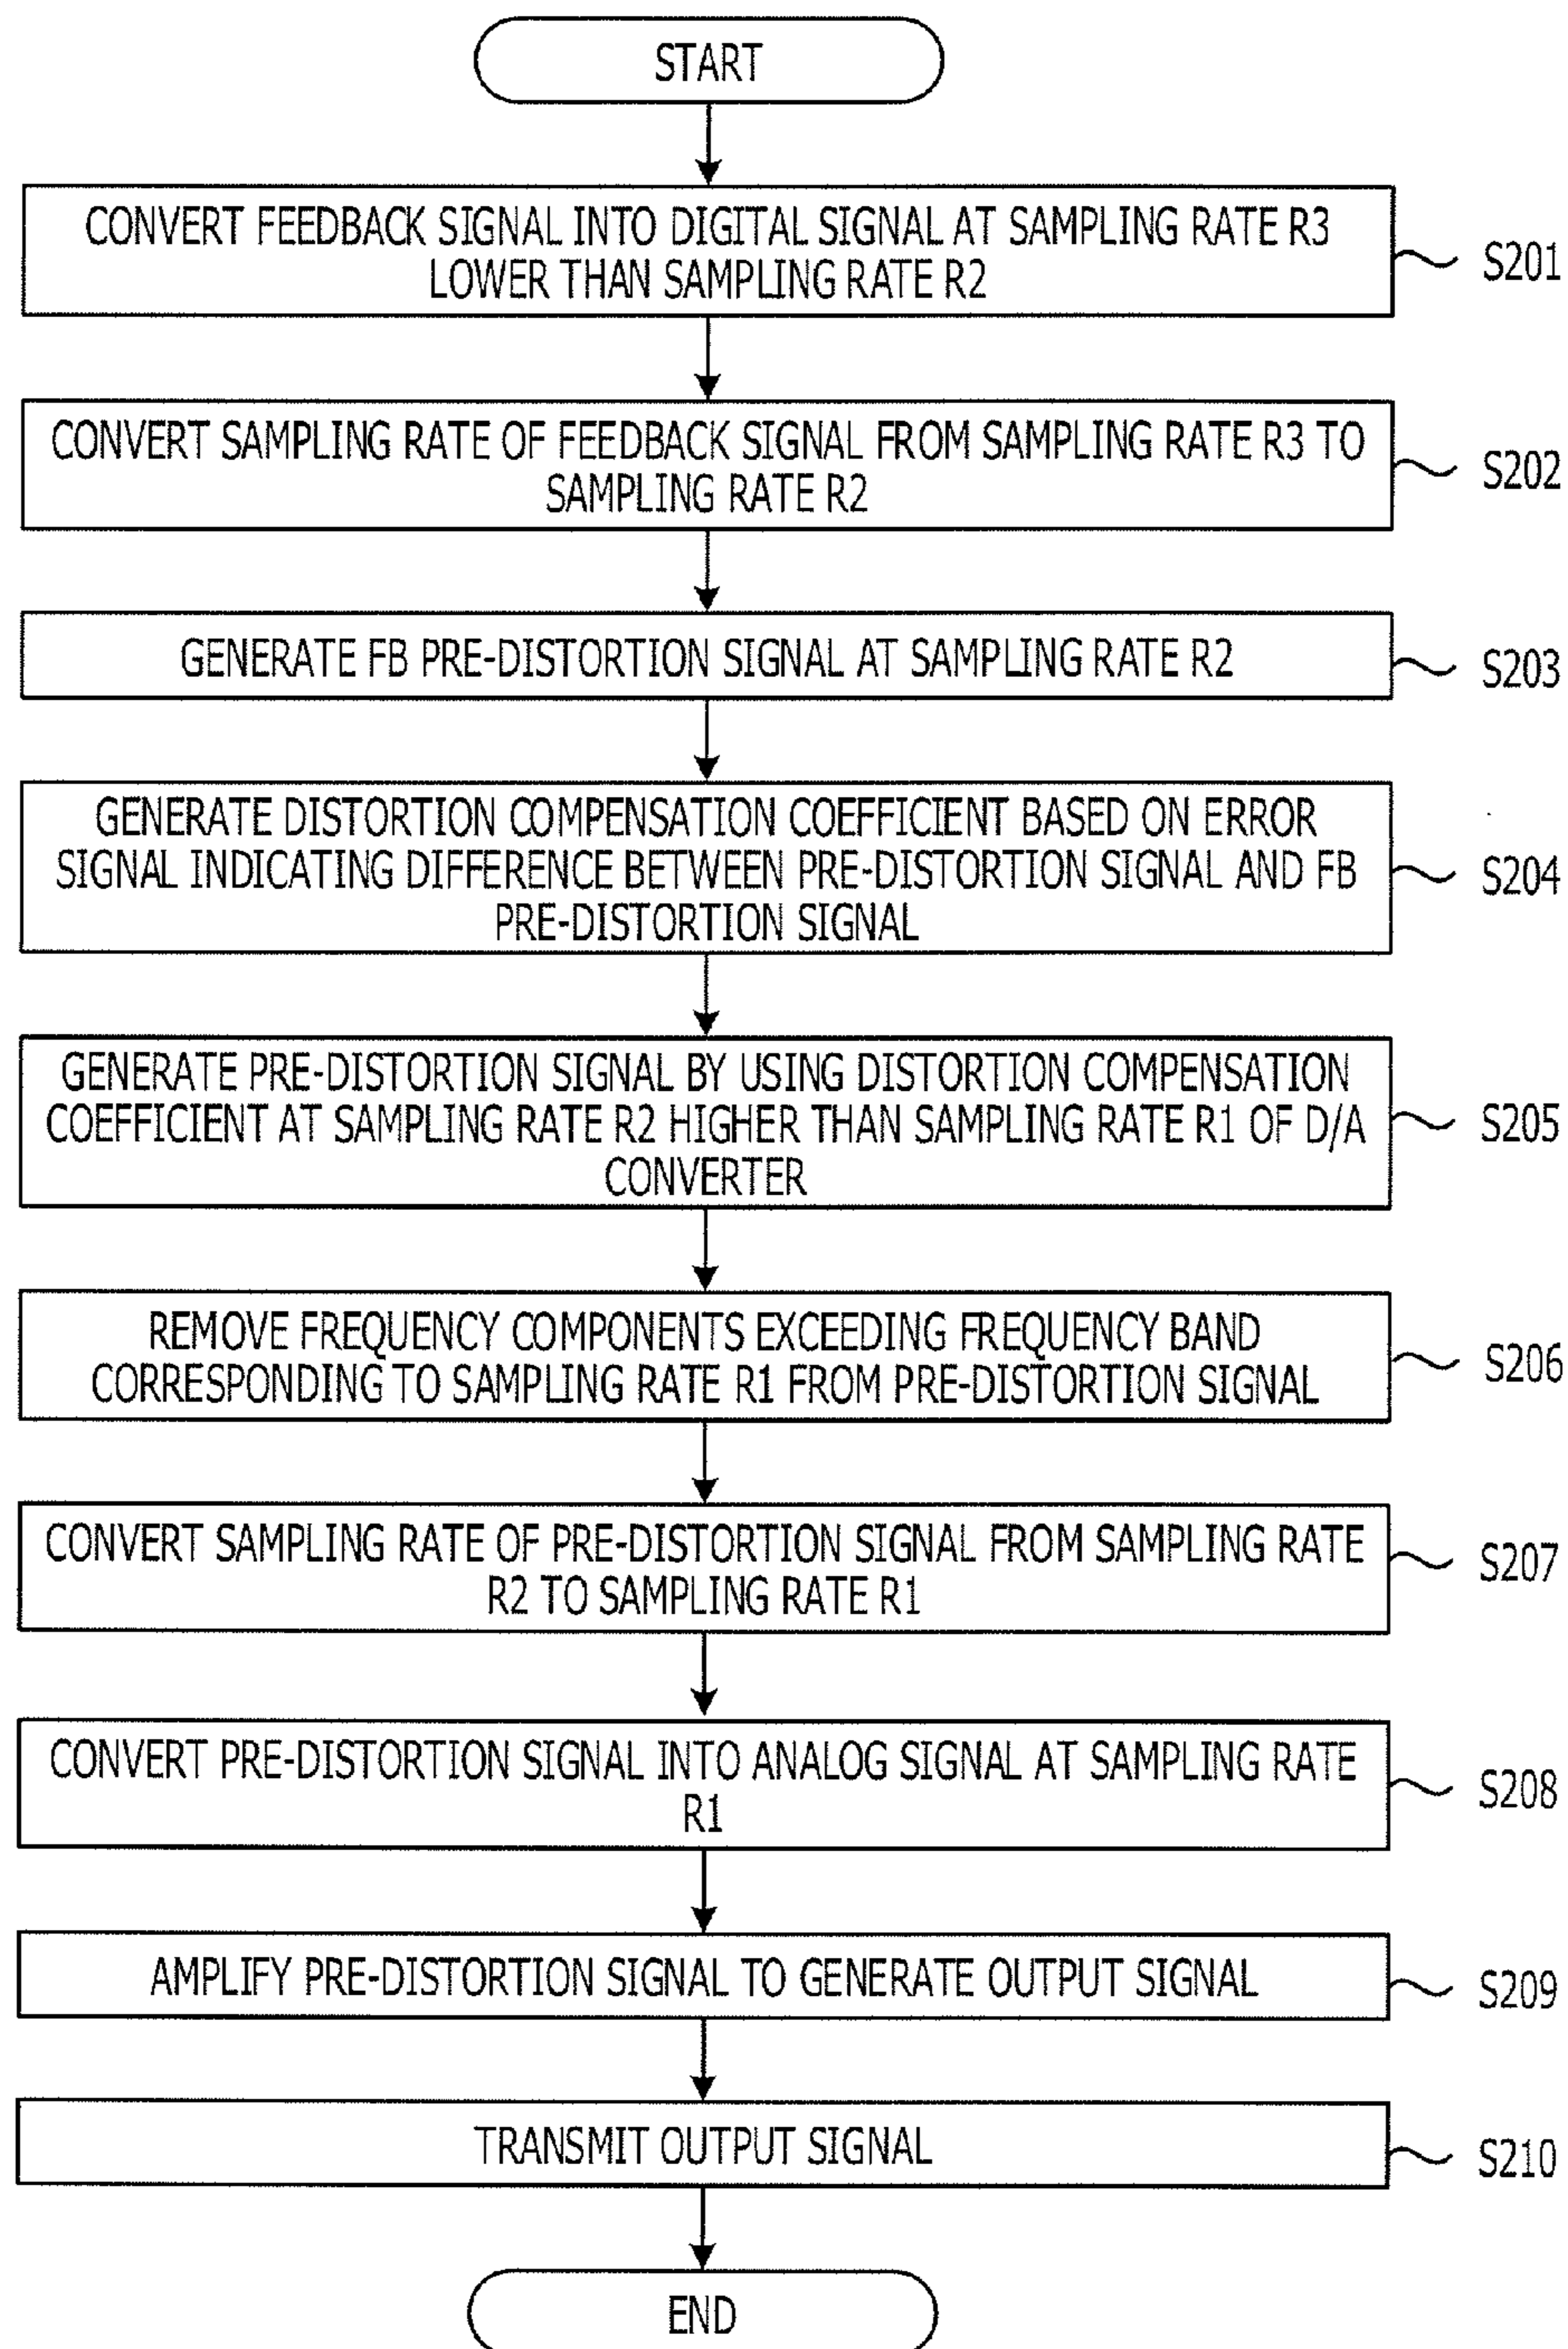 START
CONVERT FEEDBACK SIGNAL INTO DIGITAL SIGNAL AT SAMPLING RATE R3
LOWER THAN SAMPLING RATE R2
S201
CONVERT SAMPLING RATE OF FEEDBACK SIGNAL FROM SAMPLING RATE R3 TO
SAMPLING RATE R2
S202
GENERATE FB PRE-DISTORTION SIGNAL AT SAMPLING RATE R2
S203
GENERATE DISTORTION COMPENSATION COEFFICIENT BASED ON ERROR
SIGNAL INDICATING DIFFERENCE BETWEEN PRE-DISTORTION SIGNAL AND FB
PRE-DISTORTION SIGNAL
S204
GENERATE PRE-DISTORTION SIGNAL BY USING DISTORTION COMPENSATION
COEFFICIENT AT SAMPLING RATE R2 HIGHER THAN SAMPLING RATE R1 OF D/A
CONVERTER
S205
REMOVE FREQUENCY COMPONENTS EXCEEDING FREQUENCY BAND
CORRESPONDING TO SAMPLING RATE R1 FROM PRE-DISTORTION SIGNAL
S206
CONVERT SAMPLING RATE OF PRE-DISTORTION SIGNAL FROM SAMPLING RATE
R2 TO SAMPLING RATE R1
S207
CONVERT PRE-DISTORTION SIGNAL INTO ANALOG SIGNAL AT SAMPLING RATE
R1
S208
AMPLIFY PRE-DISTORTION SIGNAL TO GENERATE OUTPUT SIGNAL
S209
TRANSMIT OUTPUT SIGNAL
S210
END